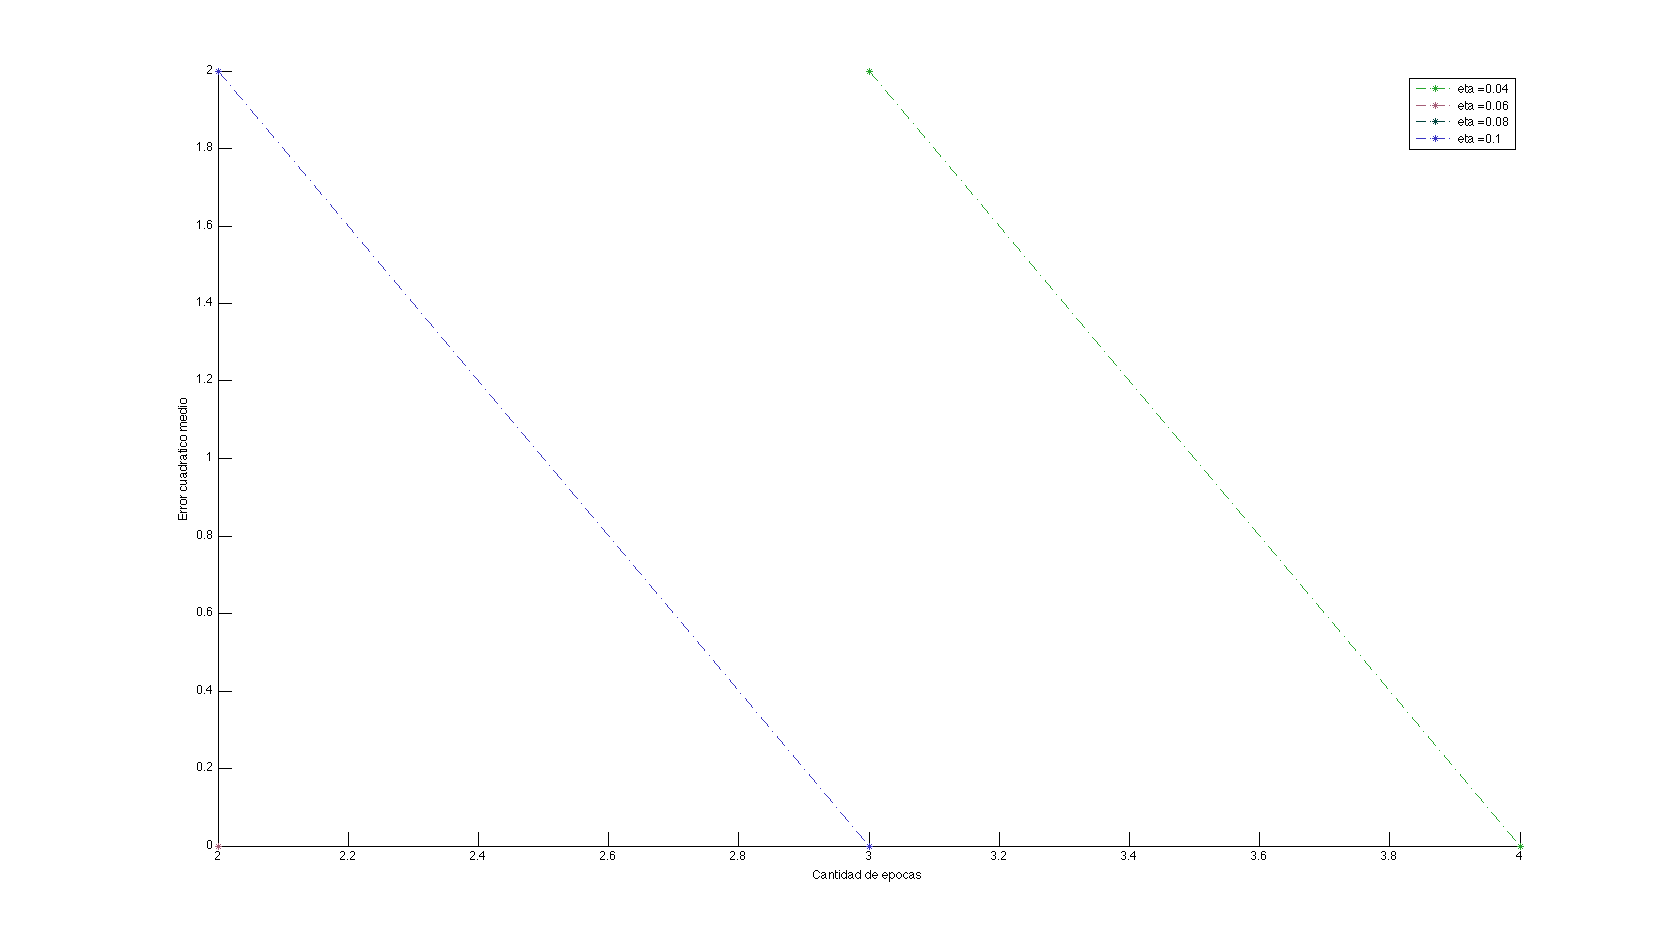 2
1.8
1.6
1.4
1.2
1
0.8
0.6
0.4
0.2
0
Error cuadratico medio
2 2.2 2.4 2.6 2.8 3 3.2 3.4 3.6 3.8 4
Cantidad de epocas
eta =0.04
eta =0.06
eta =0.08
eta =0.1